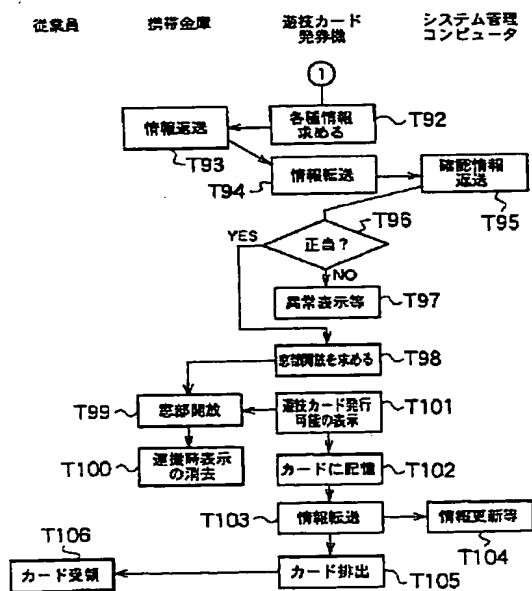 従業員
携帯金庫
遊技カード
発券機
システム管理
コンピュータ
1
各種情報
求める
T92
情報返送
T93
情報転送
T94
確認情報
返送
T95
正当?
T96
YES
NO
異常表示等
T97
窓部開放を求める
T98
窓部開放
T99
遊技カード発行
可能の表示
T101
運搬時表示
の消去
T100
カードに記憶
T102
情報転送
T103
情報更新等
T104
カード排出
T105
カード受領
T106